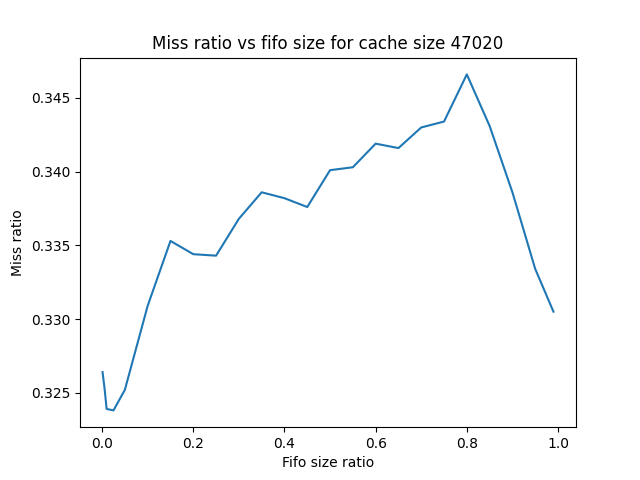 Miss ratio vs fifo size for cache size 47020
0.345
0.340
0.335
0.330
0.325
Miss ratio
0.0 0.2 0.4 0.6 0.8 1.0
Fifo size ratio